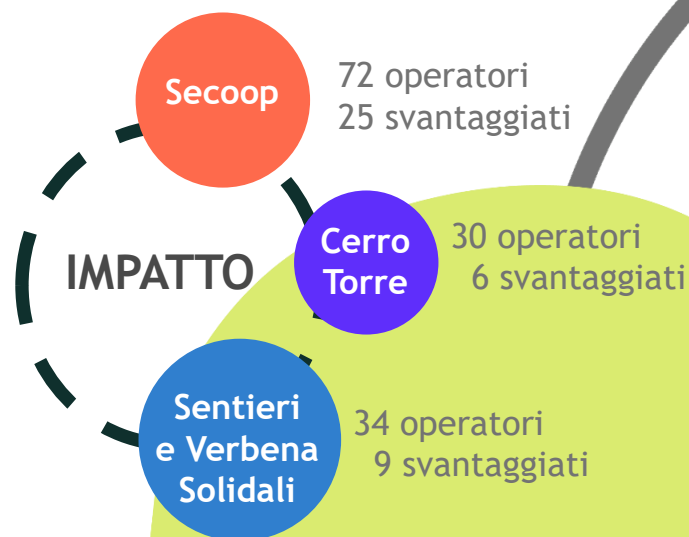 Secoop
72 operatori
25 svantaggiati
IMPATTO
Cerro
Torre
30 operatori
6 svantaggiati
Sentieri
e Verbena
Solidali
34 operatori
9 svantaggiati